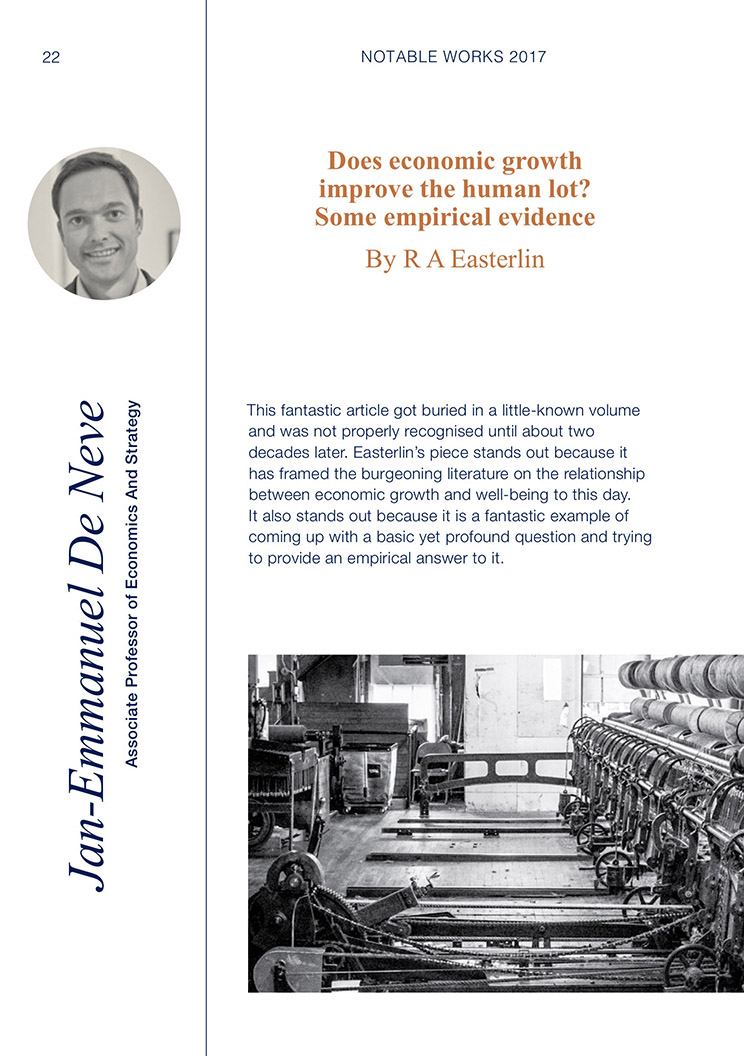 22
NOTABLE WORKS 2017
Does economic growth
improve the human lot?
Some empirical evidence
By R A Easterlin
Jan-Emmanuel De Neve
Associate Professor of Economics And Strategy
This fantastic article got buried in a little-known volume
and was not properly recognised until about two
decades later. Easterlin’s piece stands out because it
has framed the burgeoning literature on the relationship
between economic growth and well-being to this day.
It also stands out because it is a fantastic example of
coming up with a basic yet profound question and trying
to provide an empirical answer to it.